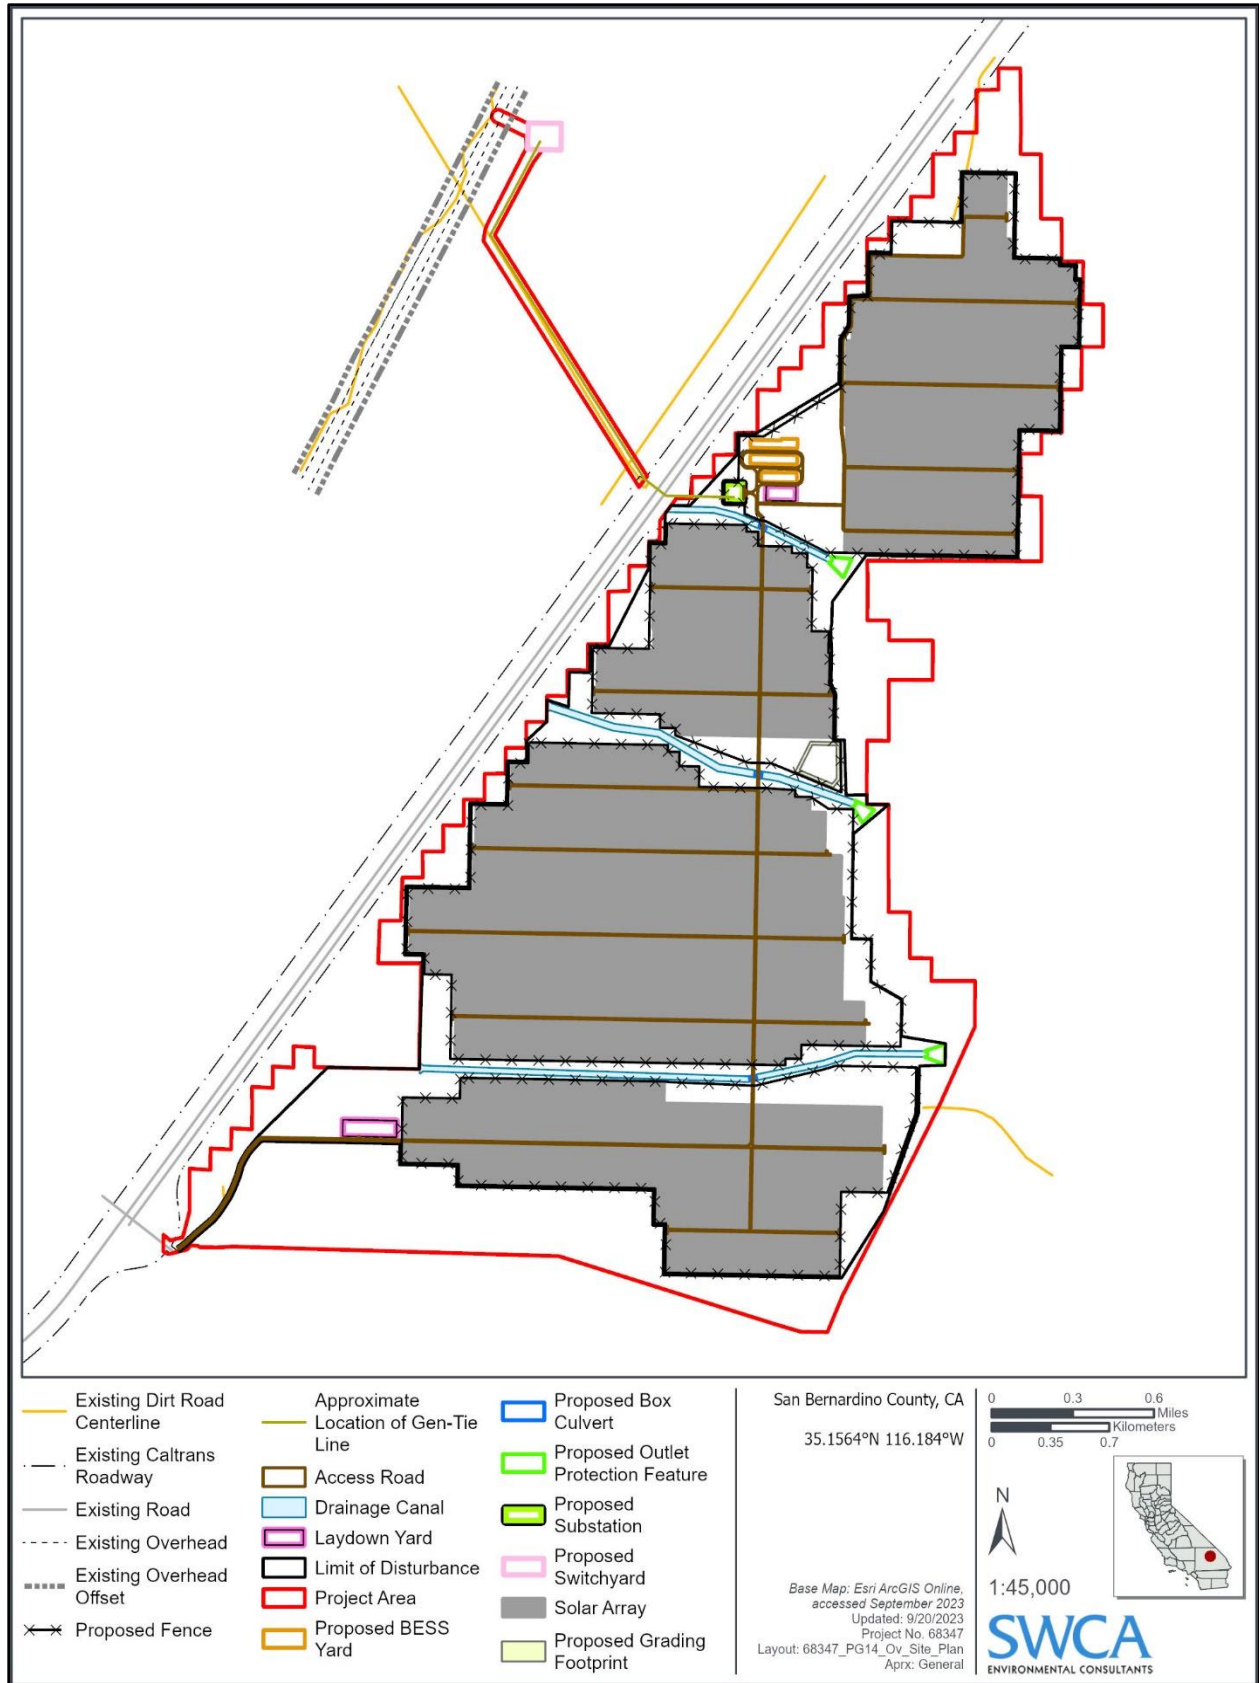 Existing Dirt Road
Centerline
Existing Caltrans
Roadway
Existing Road
Existing Overhead
Existing Overhead
Offset
Proposed Fence
Approximate
Location of Gen-Tie
Line
Access Road
Drainage Canal
Laydown Yard
Limit of Disturbance
Project Area
Proposed BESS
Yard
Proposed Box
Culvert
Proposed Outlet
Protection Feature
Proposed
Substation
Proposed
Switchyard
Solar Array
Proposed Grading
Footprint
San Bernardino County, CA
35.1564°N 116.184°W
Base Map: Esri ArcGIS Online,
accessed September 2023
Updated: 9/20/2023
Project No. 68347
Layout: 68347_PG14_Ov_Site_Plan
Aprx: General
0 0.3 0.6
Miles
Kilometers
0 0.35 0.7
N
1:45,000
SWCA
ENVIRONMENTAL CONSULTANTS